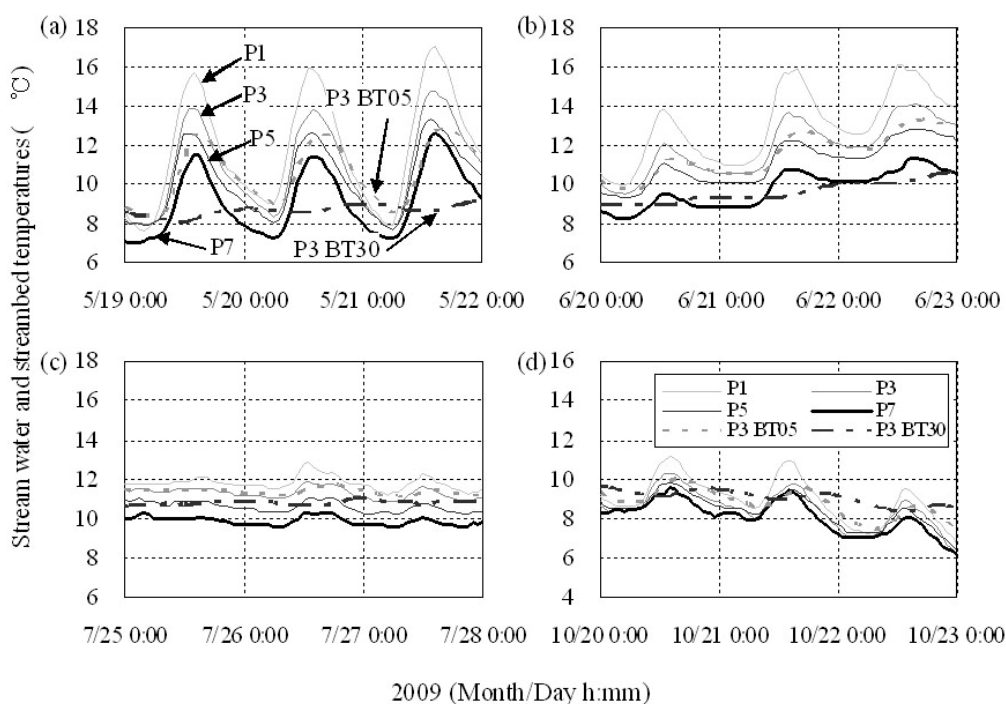 Stream water and streambed temperatures ( ℃)
(a)
18
16
14
12
10
8
6
P1
P3
P5
P7
P3 BT05
P3 BT30
5/19 0:00 5/20 0:00 5/21 0:00 5/22 0:00
(b)
18
16
14
12
10
8
6
6/20 0:00 6/21 0:00 6/22 0:00 6/23 0:00
(c)
18
16
14
12
10
8
6
7/25 0:00 7/26 0:00 7/27 0:00 7/28 0:00
(d)
16
14
12
10
8
6
4
P1 P3
P5 P7
P3 BT05 P3 BT30
10/20 0:00 10/21 0:00 10/22 0:00 10/23 0:00
2009 (Month/Day h:mm)